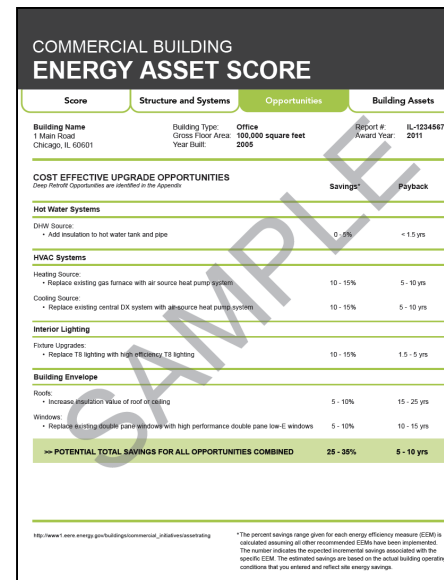 COMMERCIAL BUILDING
ENERGY ASSET SCORE
Score Structure and Systems Opportunities Building Assets
Building Name Building Type: Office Report #: IL-1234567
1 Main Road Gross Floor Area: 100,000 square feet Award Year: 2011
Chicago, IL 60601 Year Built: 2005
COST EFFECTIVE UPGRADE OPPORTUNITIES
Deep Retrofit Opportunities are Identified in the Appendix Savings* Payback
Hot Water Systems
DHW Source:
• Add insulation to hot water tank and pipe 0 - 5% < 1.5 yrs
HVAC Systems
Heating Source:
• Replace existing gas furnace with air source heat pump system 10 - 15% 5 - 10 yrs
Cooling Source:
• Replace existing central DX system with air-source heat pump system 10 - 15% 5 - 10 yrs
Interior Lighting
Fixture Upgrades:
• Replace T8 lighting with high efficiency T8 lighting 10 - 15% 1.5 - 5 yrs
Building Envelope
Roofs:
• Increase insulation value of roof or ceiling 5 - 10% 15 - 25 yrs
Windows:
• Replace existing double pane windows with high performance double pane low-E windows 5 - 10% 10 - 15 yrs
>> POTENTIAL TOTAL SAVINGS FOR ALL OPPORTUNITIES COMBINED 25 - 35% 5 - 10 yrs
SAMPLE
http://www1.eere.energy.gov/buildings/commercial_initiatives/assetrating
*The percent savings range given for each energy efficiency measure (EEM) is
calculated assuming all other recommended EEMs have been implemented.
The number indicates the expected incremental savings associated with the
specific EEM. The estimated savings are based on the actual building operating
conditions that you entered and reflect site energy savings.